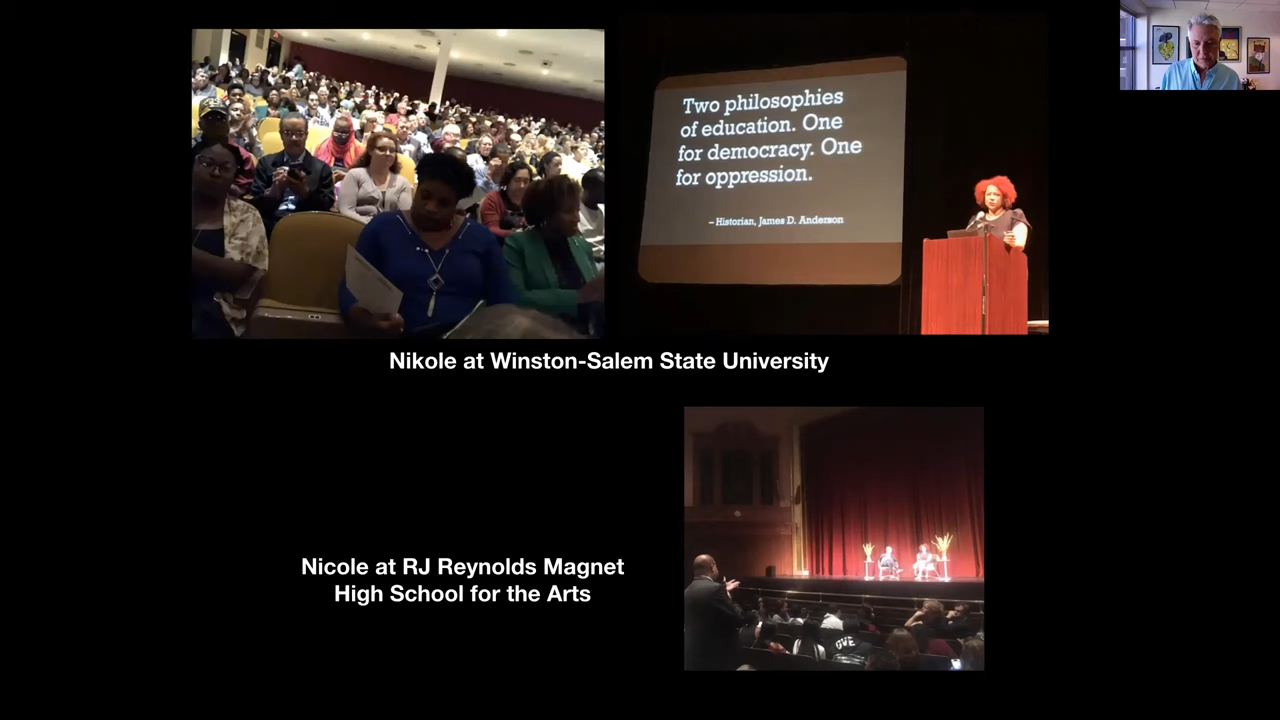 Two philosophies
of education. One
for democracy. One
for oppression.
– Historian, James D. Anderson
Nikole at Winston-Salem State University
Nicole at RJ Reynolds Magnet
High School for the Arts